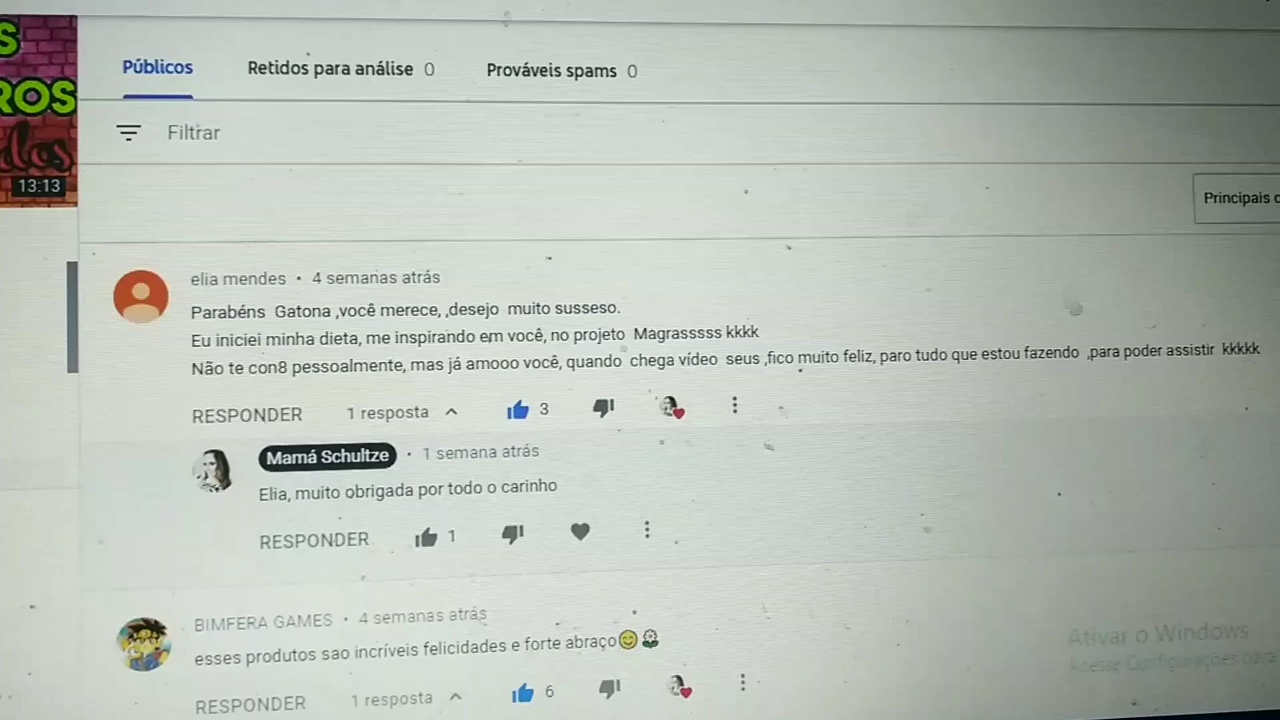 S
ROS
dos
13:13
Públicos
Retidos para análise 0
Prováveis spams 0
Filtrar
Principais c
elia mendes • 4 semanas atrás
Parabéns Gatona ,você merece, ,desejo muito susseso.
Eu iniciei minha dieta, me inspirando em você, no projeto Magrasssss kkkk
Não te con8 pessoalmente, mas já amooo você, quando chega vídeo seus ,fico muito feliz, paro tudo que estou fazendo ,para poder assistir kkkkk
RESPONDER 1 resposta 3
Mamá Schultze • 1 semana atrás
Elia, muito obrigada por todo o carinho
RESPONDER 1
BIMFERA GAMES • 4 semanas atrás
esses produtos sao incríveis felicidades e forte abraço
RESPONDER 1 resposta 6
Ativar o Windows
Acesse Configurações para